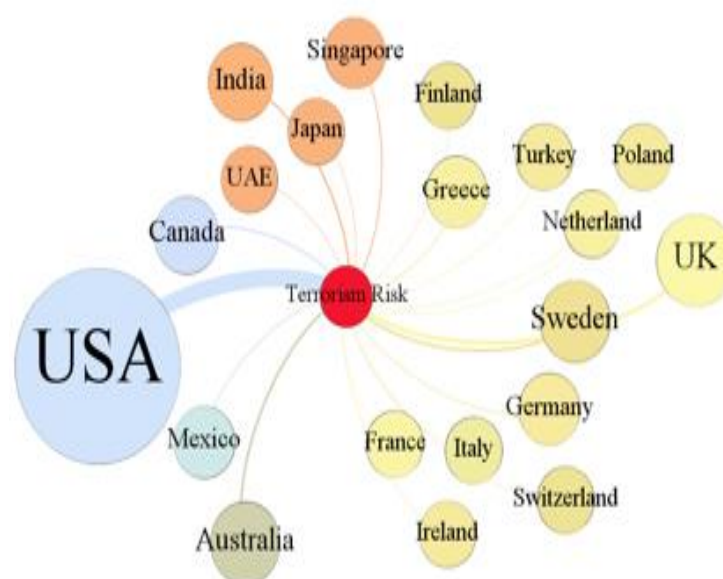 Singapore
India
Finland
Japan
Turkey
Poland
UAE
Greece
Canada
Netherland
UK
Terrorism Risk
Sweden
USA
Germany
Mexico
France
Italy
Switzerland
Australia
Ireland